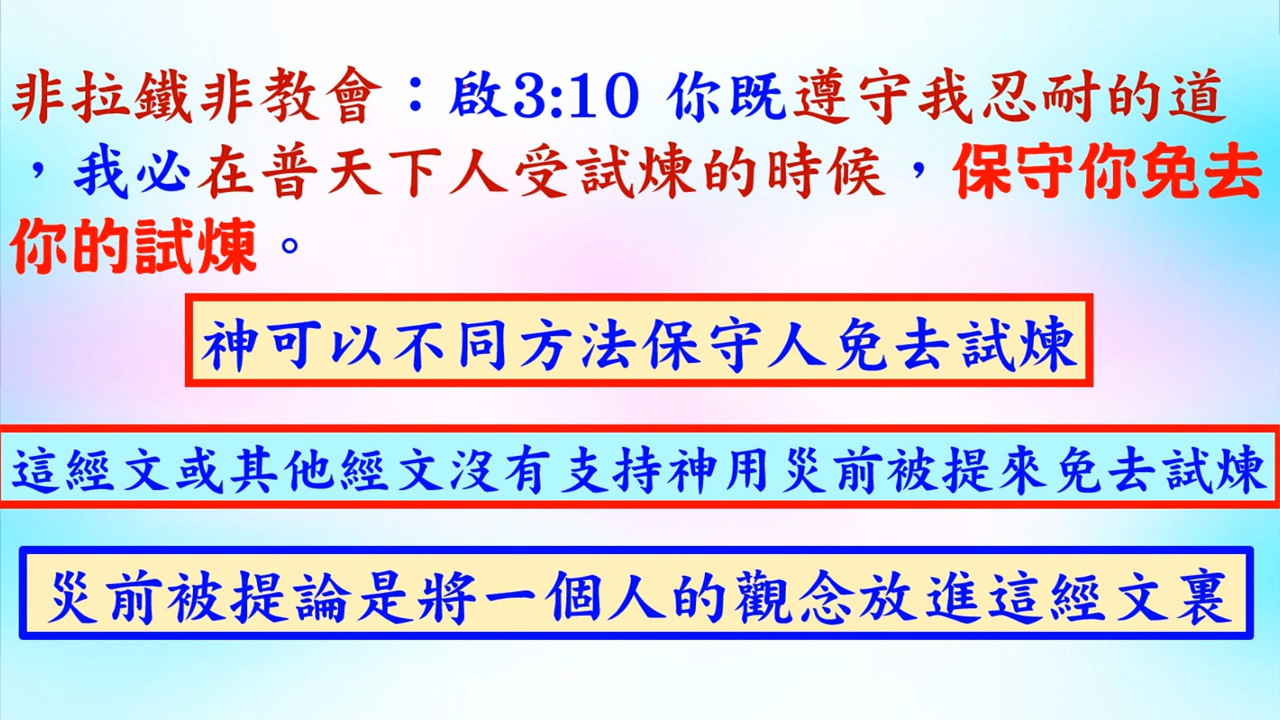 非拉鐵非教會：啟3:10 你既遵守我忍耐的道
，我必在普天下人受試煉的時候，保守你免去
你的試煉。
神可以不同方法保守人免去試煉
這經文或其他經文沒有支持神用災前被提來免去試煉
災前被提論是將一個人的觀念放進這經文裏